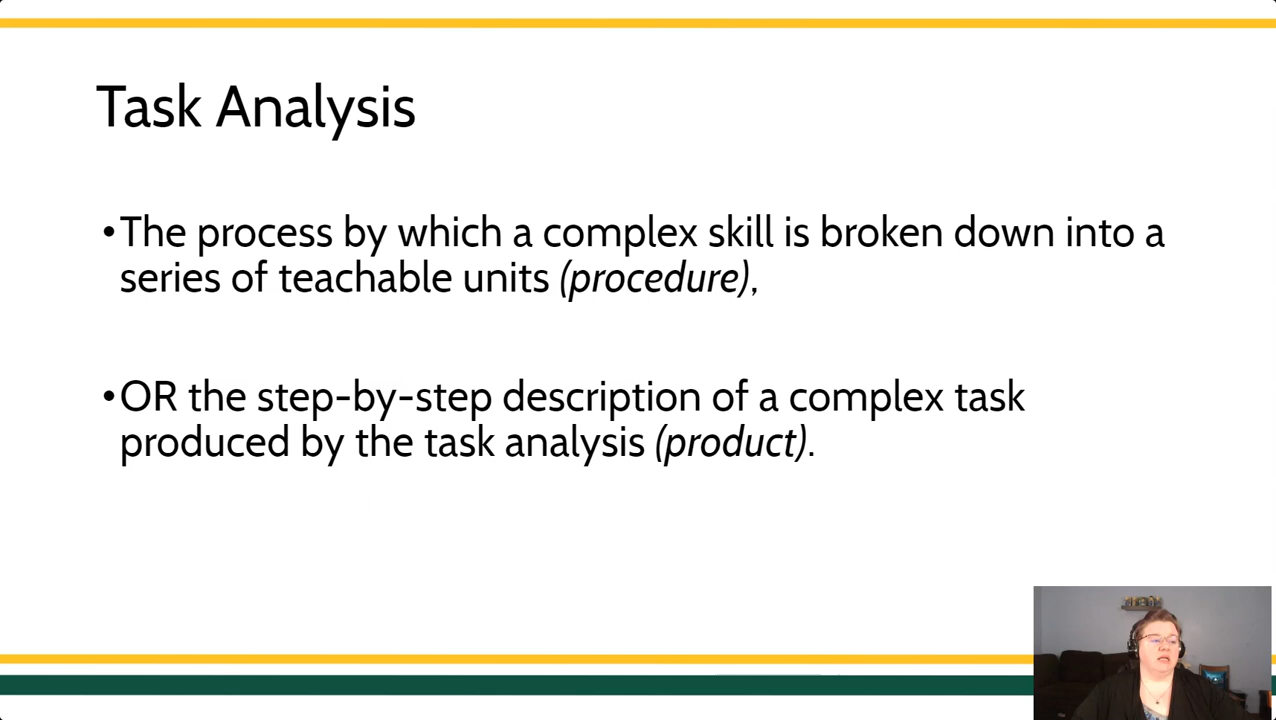 Task Analysis
•The process by which a complex skill is broken down into a
series of teachable units (procedure),
•OR the step-by-step description of a complex task
produced by the task analysis (product).